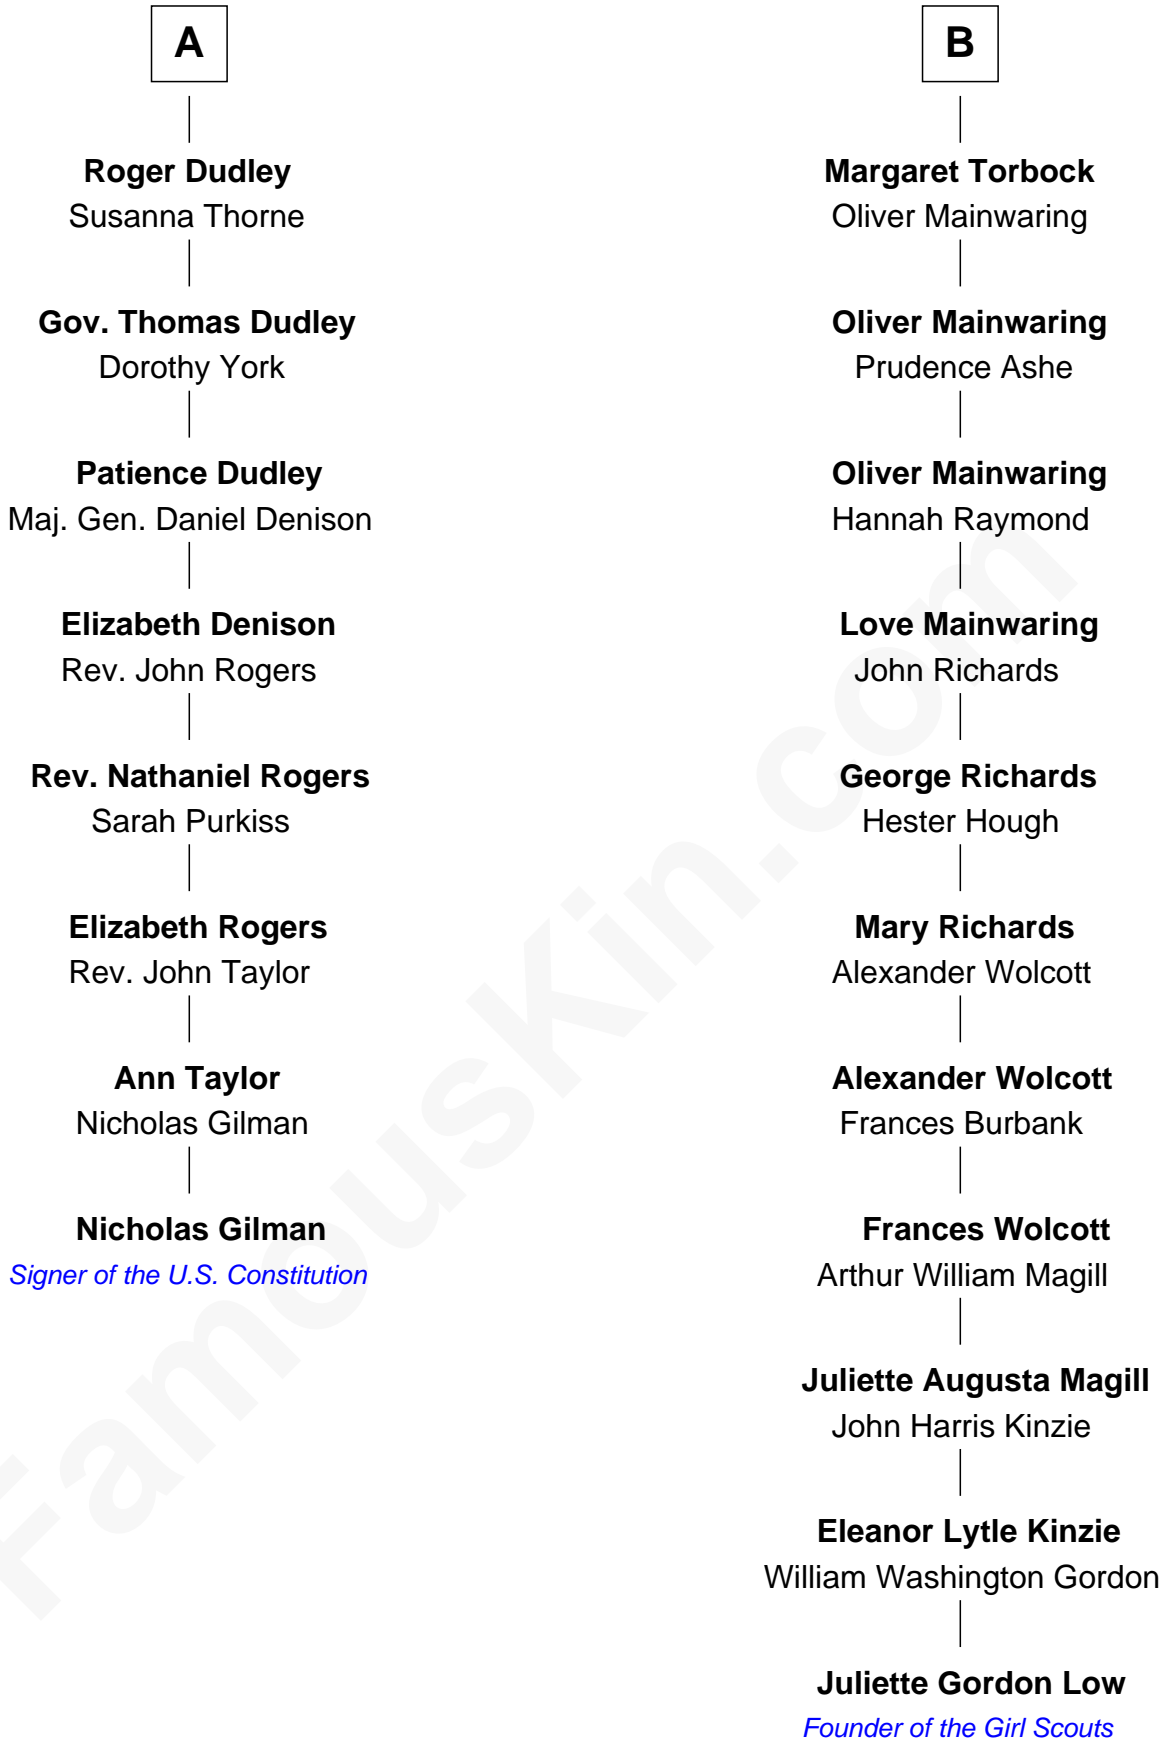 A
Roger Dudley
Susanna Thorne
Gov. Thomas Dudley
Dorothy York
Patience Dudley
Maj. Gen. Daniel Denison
Elizabeth Denison
Rev. John Rogers
Rev. Nathaniel Rogers
Sarah Purkiss
Elizabeth Rogers
Rev. John Taylor
Ann Taylor
Nicholas Gilman
Nicholas Gilman
Signer of the U.S. Constitution
B
Margaret Torbock
Oliver Mainwaring
Oliver Mainwaring
Prudence Ashe
Oliver Mainwaring
Hannah Raymond
Love Mainwaring
John Richards
George Richards
Hester Hough
Mary Richards
Alexander Wolcott
Alexander Wolcott
Frances Burbank
Frances Wolcott
Arthur William Magill
Juliette Augusta Magill
John Harris Kinzie
Eleanor Lytle Kinzie
William Washington Gordon
Juliette Gordon Low
Founder of the Girl Scouts
FamousKin.com